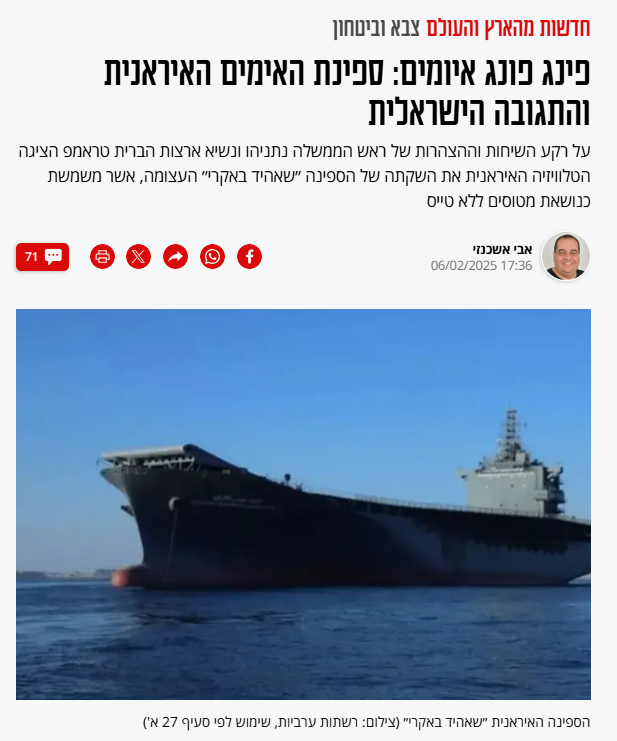 חדשות מהארץ והעולם צבא וביטחון
פינג פונג איומים: ספינת האימים האיראנית
והתגובה הישראלית
על רקע השיחות וההצהרות של ראש הממשלה נתניהו ונשיא ארצות הברית טראמפ הציגה
הטלוויזיה האיראנית את השקתה של הספינה ״שאהיד באקרי״ העצומה, אשר משמשת
כנושאת מטוסים ללא טייס
אבי אשכנזי
06/02/2025 17:36
71
הספינה האיראנית ״שאהיד באקרי״ (צילום: רשתות ערביות, שימוש לפי סעיף 27 א')